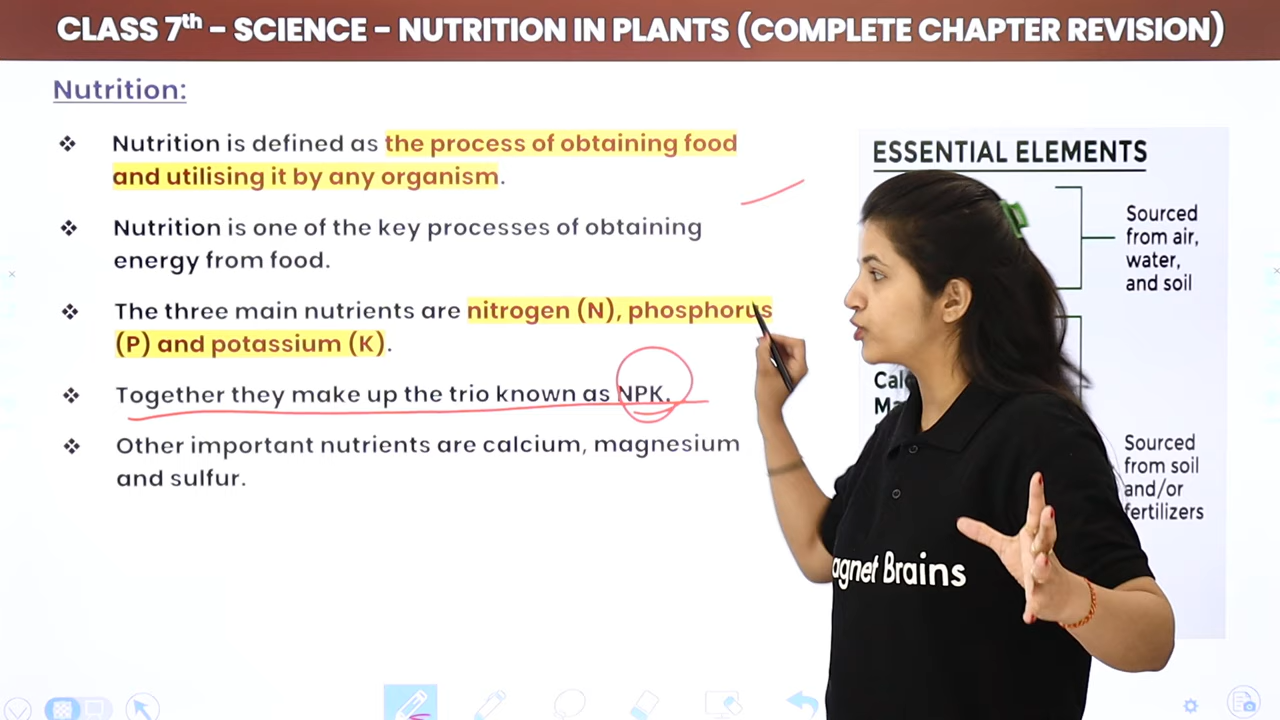 CLASS 7th - SCIENCE - NUTRITION IN PLANTS (COMPLETE CHAPTER REVISION)
Nutrition:
❖ Nutrition is defined as the process of obtaining food
and utilising it by any organism.
❖ Nutrition is one of the key processes of obtaining
energy from food.
❖ The three main nutrients are nitrogen (N), phosphorus
(P) and potassium (K).
❖ Together they make up the trio known as NPK.
❖ Other important nutrients are calcium, magnesium
and sulfur.
ESSENTIAL ELEMENTS
Sourced
from air,
water,
and soil
Sourced
from soil
and/or
fertilizers
Brains